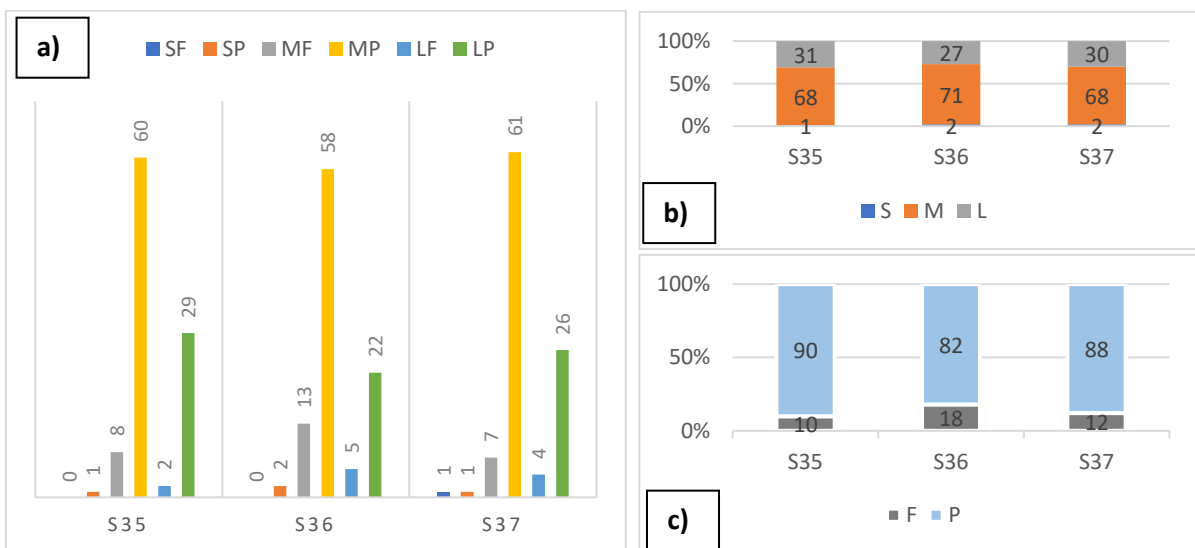 a)
SF SP MF MP LF LP
0 1 8 60 2 29
0 2 13 58 5 22
1 1 7 61 4 26
S35 S36 S37
100%
50%
0%
31 27 30
68 71 68
1 2 2
S35 S36 S37
b)
S M L
100%
50%
0%
90 82 88
10 18 12
S35 S36 S37
c)
F P